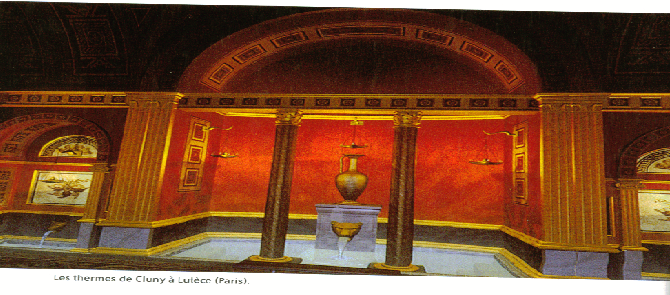 Les thermes de Cluny à Lutèce (Paris).